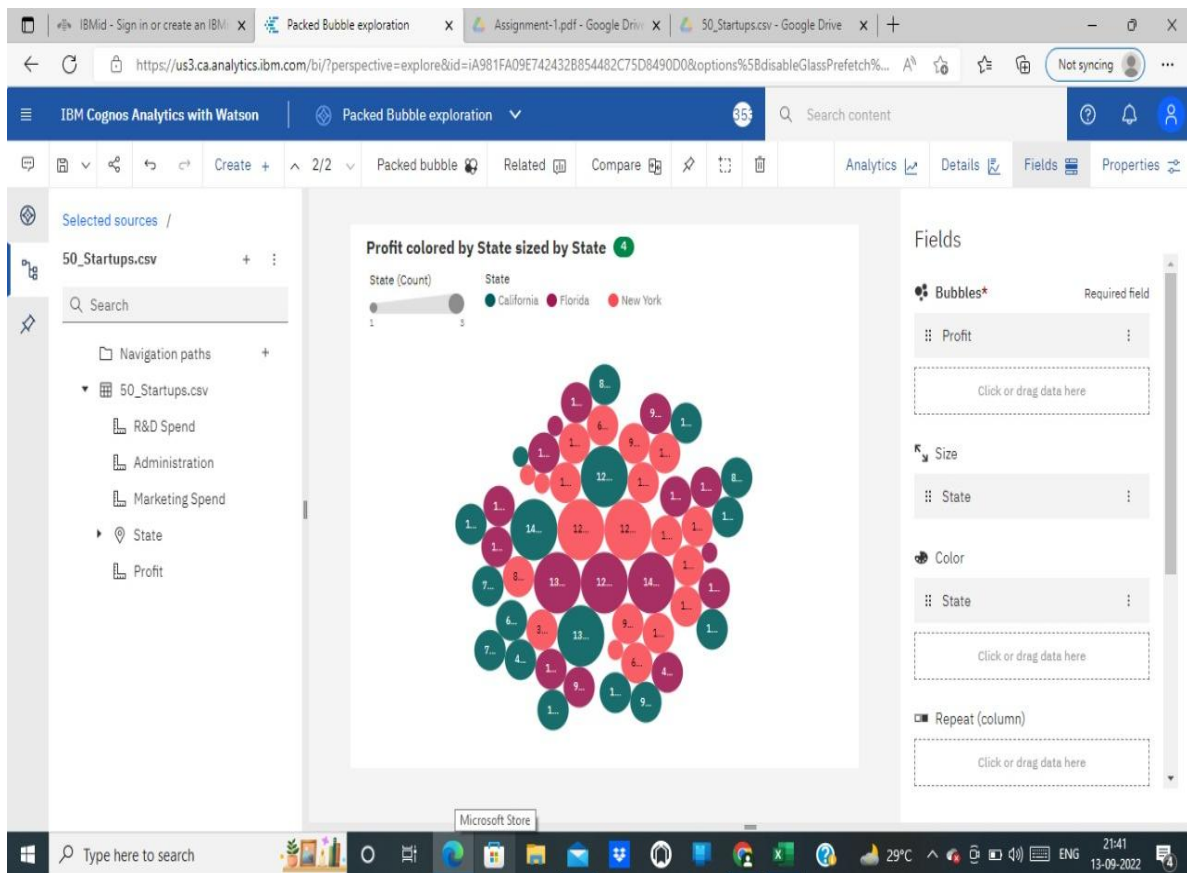 IBMid - Sign in or create an IBMi
Packed Bubble exploration
Assignment-1.pdf - Google Driv
50_Startups.csv - Google Drive
https://us3.ca.analytics.ibm.com/bi/?perspective=explore&id=iA981FA09E742432B854482C75D8490D0&options%5BdisableGlassPrefetch%...
Not syncing
IBM Cognos Analytics with Watson
Packed Bubble exploration
Search content
Create +
2/2
Packed bubble
Related
Compare
Analytics
Details
Fields
Properties
Selected sources /
50_Startups.csv
Search
Navigation paths
50_Startups.csv
R&D Spend
Administration
Marketing Spend
State
Profit
Profit colored by State sized by State 4
State (Count)
State
California Florida New York
1
Fields
Bubbles* Required field
Profit
Click or drag data here
Size
State
Color
State
Click or drag data here
Repeat (column)
Click or drag data here
Microsoft Store
Type here to search
29°C
ENG
21:41
13-09-2022
4